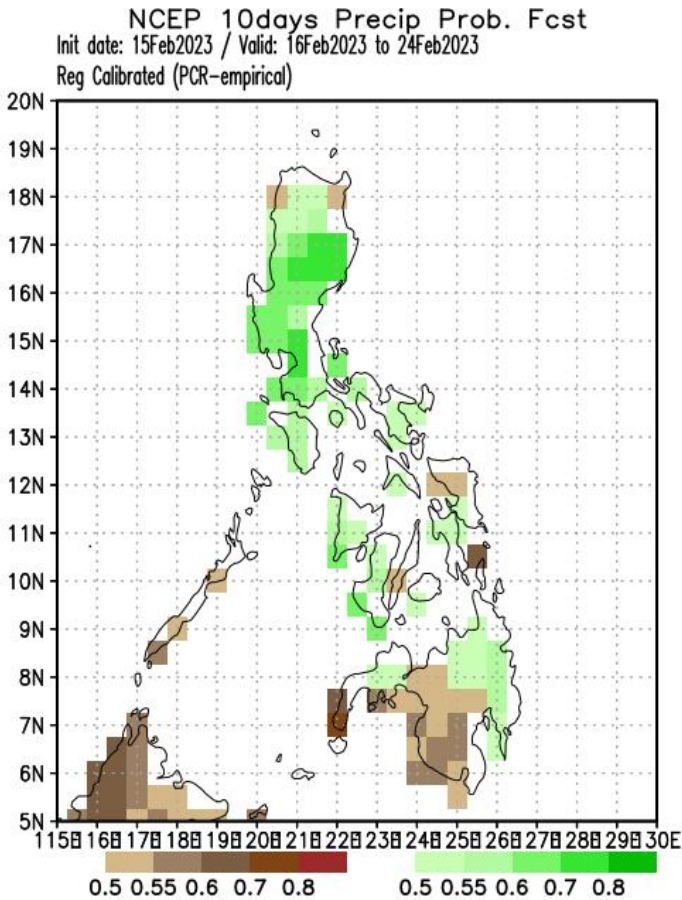 NCEP 10days Precip Prob. Fcst
Init date: 15Feb2023 / Valid: 16Feb2023 to 24Feb2023
Reg Calibrated (PCR-empirical)
20N
19N
18N
17N
16N
15N
14N
13N
12N
11N
10N
9N
8N
7N
6N
5N
115E 116E 117E 118E 119E 120E 121E 122E 123E 124E 125E 126E 127E 128E 129E 130E
0.5 0.55 0.6 0.7 0.8 0.5 0.55 0.6 0.7 0.8